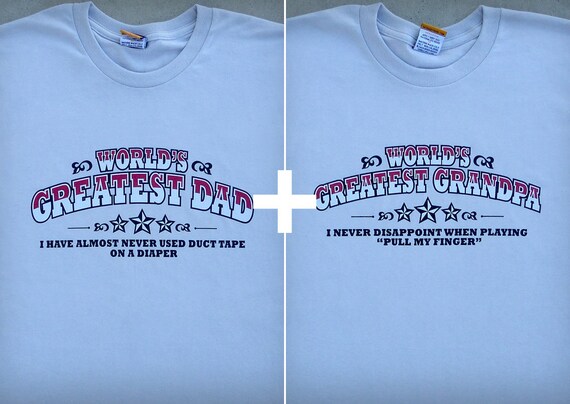 WORLD'S
GREATEST DAD
I HAVE ALMOST NEVER USED DUCT TAPE
ON A DIAPER
WORLD'S
GREATEST GRANDPA
I NEVER DISAPPOINT WHEN PLAYING
"PULL MY FINGER"